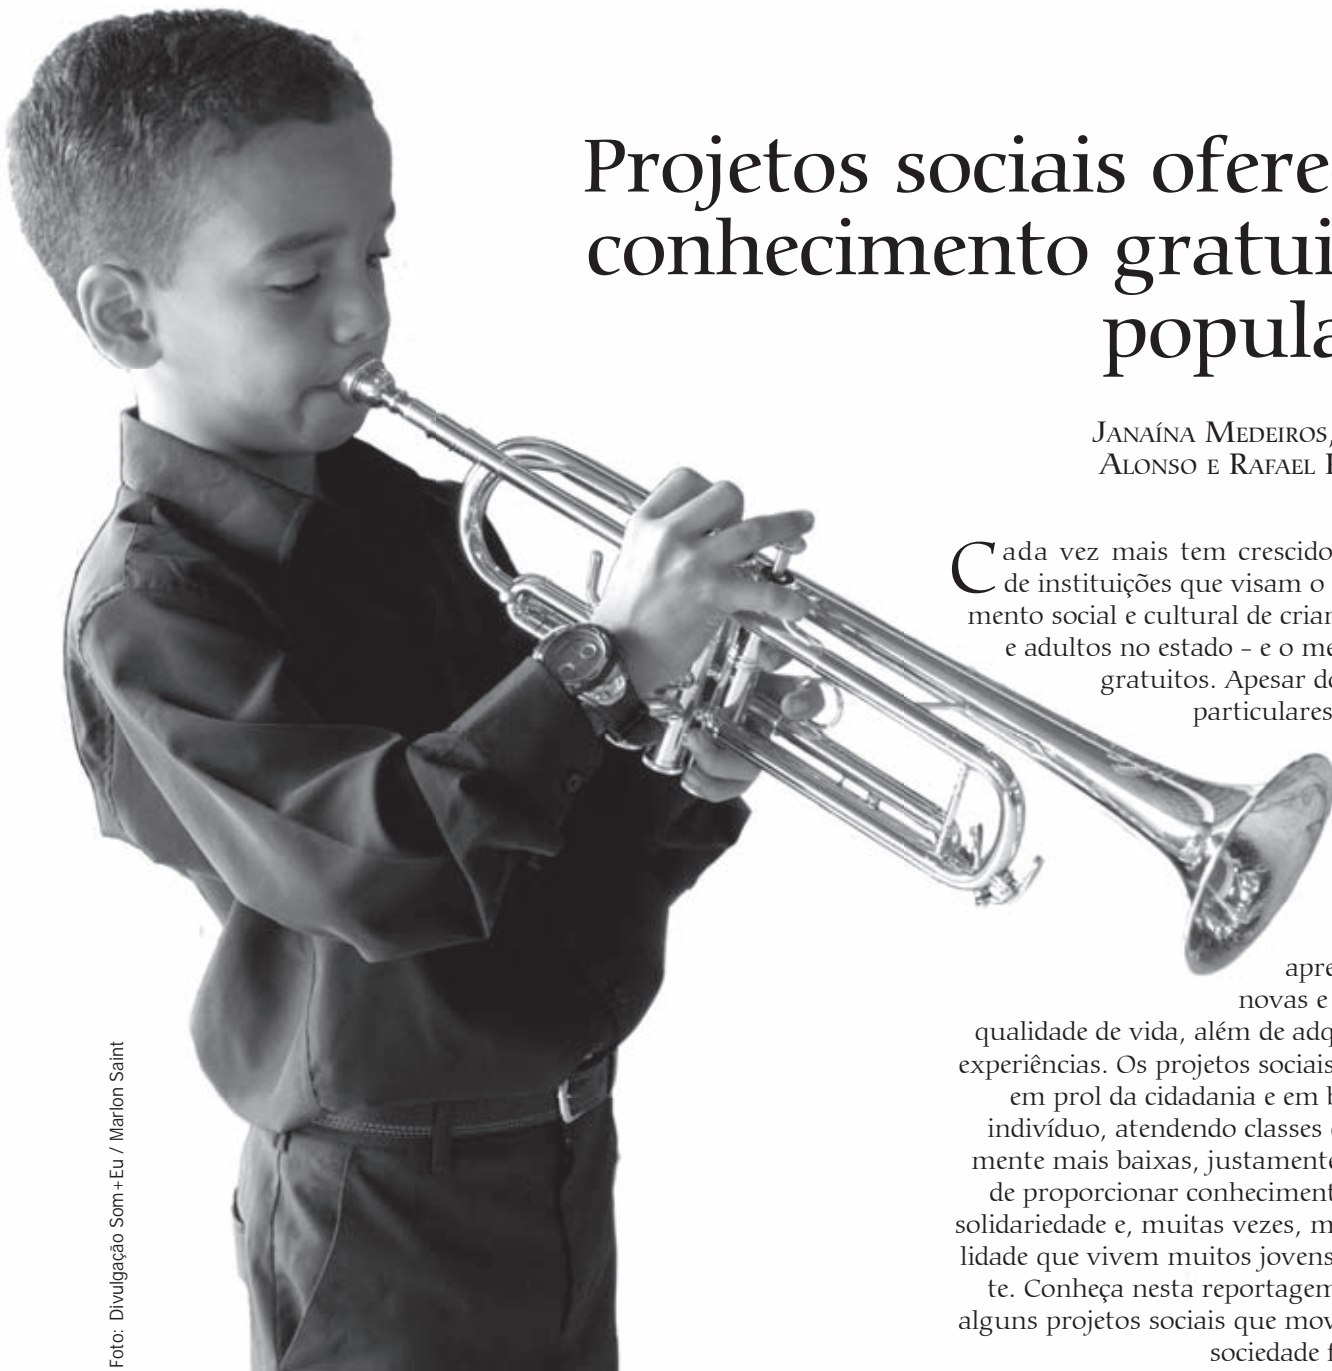 Projetos sociais ofere
conhecimento gratui
popula
JANAÍNA MEDEIROS,
ALONSO E RAFAEL
Cada vez mais tem crescido
de instituições que visam o
mento social e cultural de crian
e adultos no estado – e o me
gratuitos. Apesar do
particulares
apre
novas e
qualidade de vida, além de adq
experiências. Os projetos sociais
em prol da cidadania e em b
indivíduo, atendendo classes
mente mais baixas, justamente
de proporcionar conheciment
solidariedade e, muitas vezes, m
lidade que vivem muitos jovens
te. Conheça nesta reportagem
alguns projetos sociais que mov
sociedade f
Foto: Divulgação Som+Eu / Marlon Saint